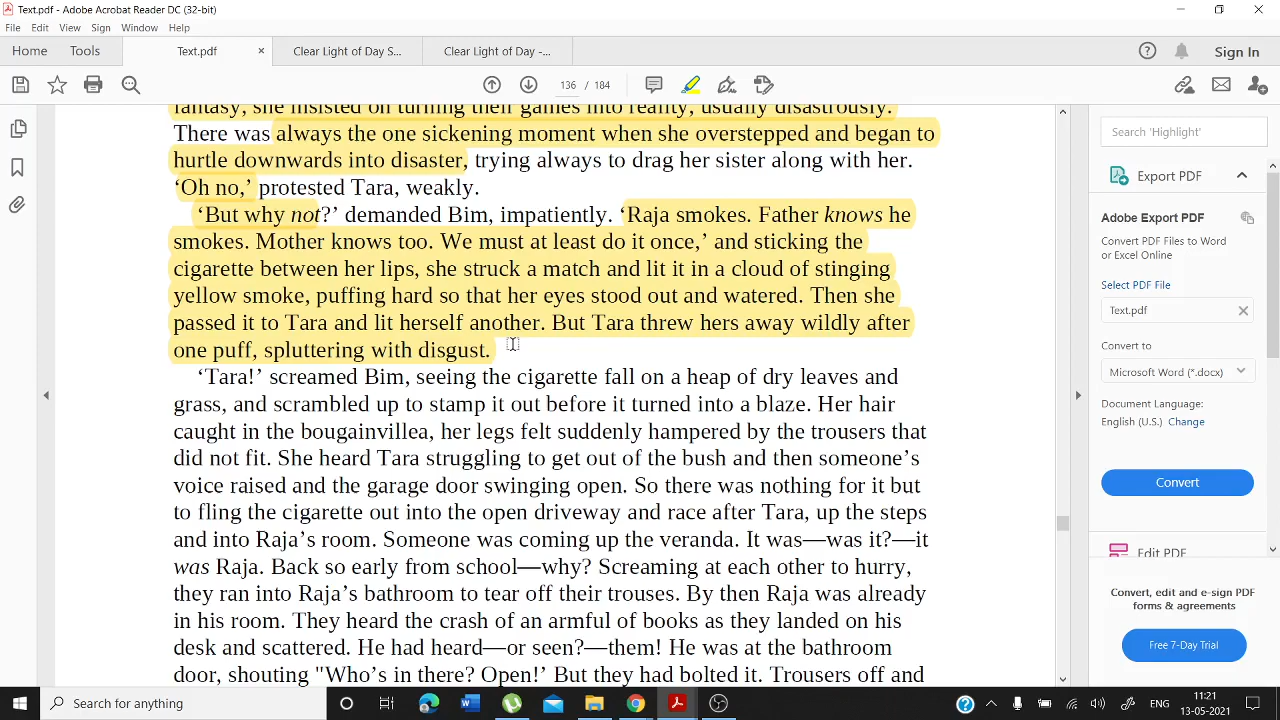 Text.pdf - Adobe Acrobat Reader DC (32-bit)
File Edit View Sign Window Help
Home Tools Text.pdf × Clear Light of Day S... Clear Light of Day -... Sign In
136 / 184
fantasy, she insisted on turning their games into reality, usually disastrously.
There was always the one sickening moment when she overstepped and began to
hurtle downwards into disaster, trying always to drag her sister along with her.
‘Oh no,’ protested Tara, weakly.
‘But why not?’ demanded Bim, impatiently. ‘Raja smokes. Father knows he
smokes. Mother knows too. We must at least do it once,’ and sticking the
cigarette between her lips, she struck a match and lit it in a cloud of stinging
yellow smoke, puffing hard so that her eyes stood out and watered. Then she
passed it to Tara and lit herself another. But Tara threw hers away wildly after
one puff, spluttering with disgust.
‘Tara!’ screamed Bim, seeing the cigarette fall on a heap of dry leaves and
grass, and scrambled up to stamp it out before it turned into a blaze. Her hair
caught in the bougainvillea, her legs felt suddenly hampered by the trousers that
did not fit. She heard Tara struggling to get out of the bush and then someone’s
voice raised and the garage door swinging open. So there was nothing for it but
to fling the cigarette out into the open driveway and race after Tara, up the steps
and into Raja’s room. Someone was coming up the veranda. It was—was it?—it
was Raja. Back so early from school—why? Screaming at each other to hurry,
they ran into Raja’s bathroom to tear off their trouses. By then Raja was already
in his room. They heard the crash of an armful of books as they landed on his
desk and scattered. He had heard—or seen?—them! He was at the bathroom
door, shouting "Who’s in there? Open!’ But they had bolted it. Trousers off and
Search 'Highlight'
Export PDF
Adobe Export PDF
Convert PDF Files to Word
or Excel Online
Select PDF File
Text.pdf
Convert to
Microsoft Word (*.docx)
Document Language:
English (U.S.) Change
Convert
Edit PDF
Convert, edit and e-sign PDF
forms & agreements
Free 7-Day Trial
Search for anything
ENG
11:21
13-05-2021